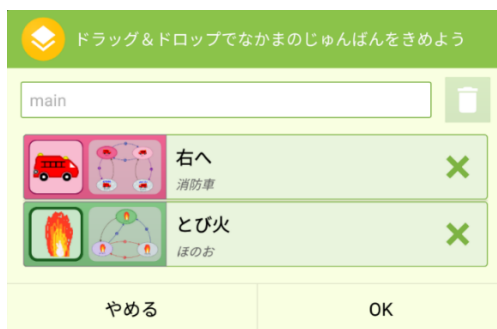 ドラッグ＆ドロップでなかまのじゅんばんをきめよう
main
右へ
消防車
とび火
ほのお
やめる
OK